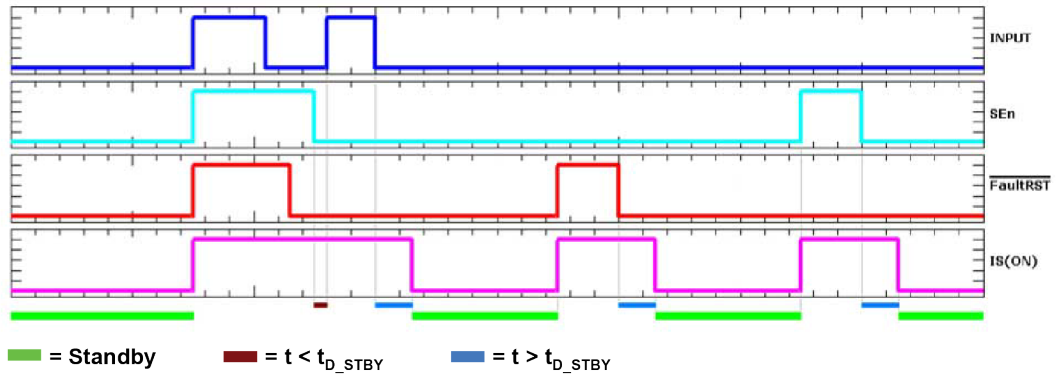 INPUT
SEn
FaultRST
IS(ON)
= Standby
= t < tD_STBY
= t > tD_STBY